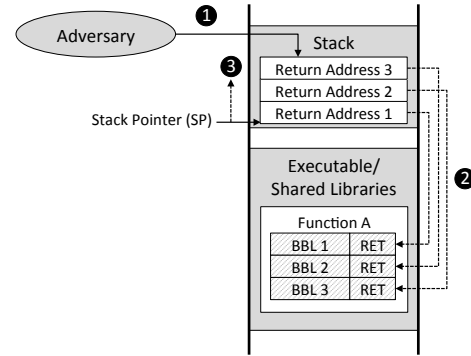 1
Adversary
Stack
Return Address 3
3
Return Address 2
Stack Pointer (SP)
Return Address 1
Executable/
Shared Libraries
2
Function A
BBL 1 RET
BBL 2 RET
BBL 3 RET